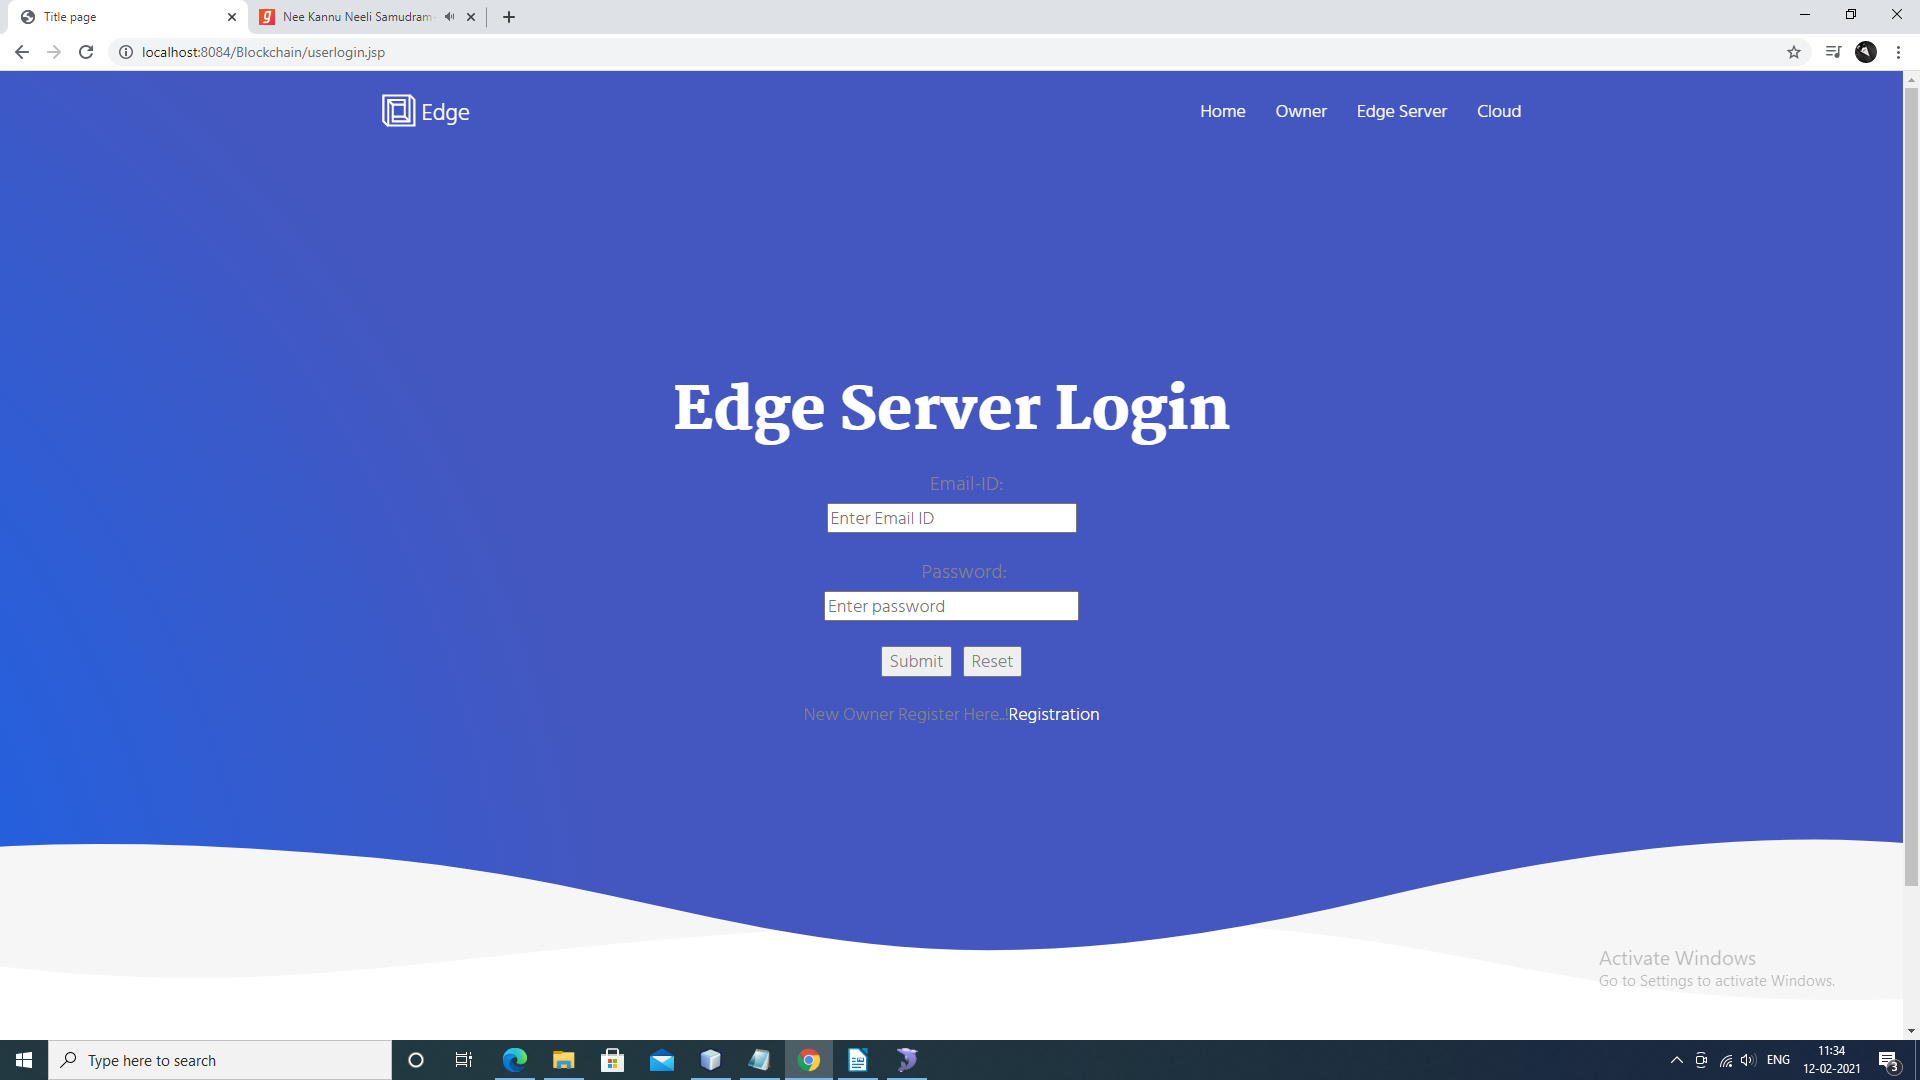 Title page
Nee Kannu Neeli Samudram
localhost:8084/Blockchain/userlogin.jsp
Edge
Home Owner Edge Server Cloud
Edge Server Login
Email-ID:
Enter Email ID
Password:
Enter password
Submit Reset
New Owner Register Here..!Registration
Activate Windows
Go to Settings to activate Windows.
Type here to search
ENG
11:34
12-02-2021
3